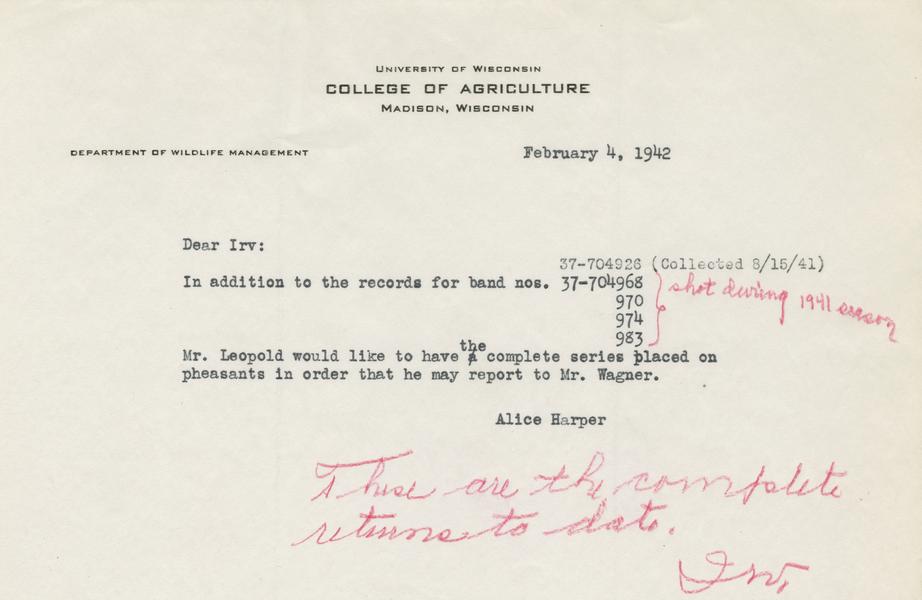 UNIVERSITY OF WISCONSIN
COLLEGE OF AGRICULTURE
MADISON, WISCONSIN
DEPARTMENT OF WILDLIFE MANAGEMENT
February 4, 1942
Dear Irv:
37-704926 (Collected 8/15/41)
In addition to the records for band nos. 37-704968
970
974
983
shot during 1941 season
the
Mr. Leopold would like to have a complete series placed on
pheasants in order that he may report to Mr. Wagner.
Alice Harper
These are the complete
returns to date.
Irv.